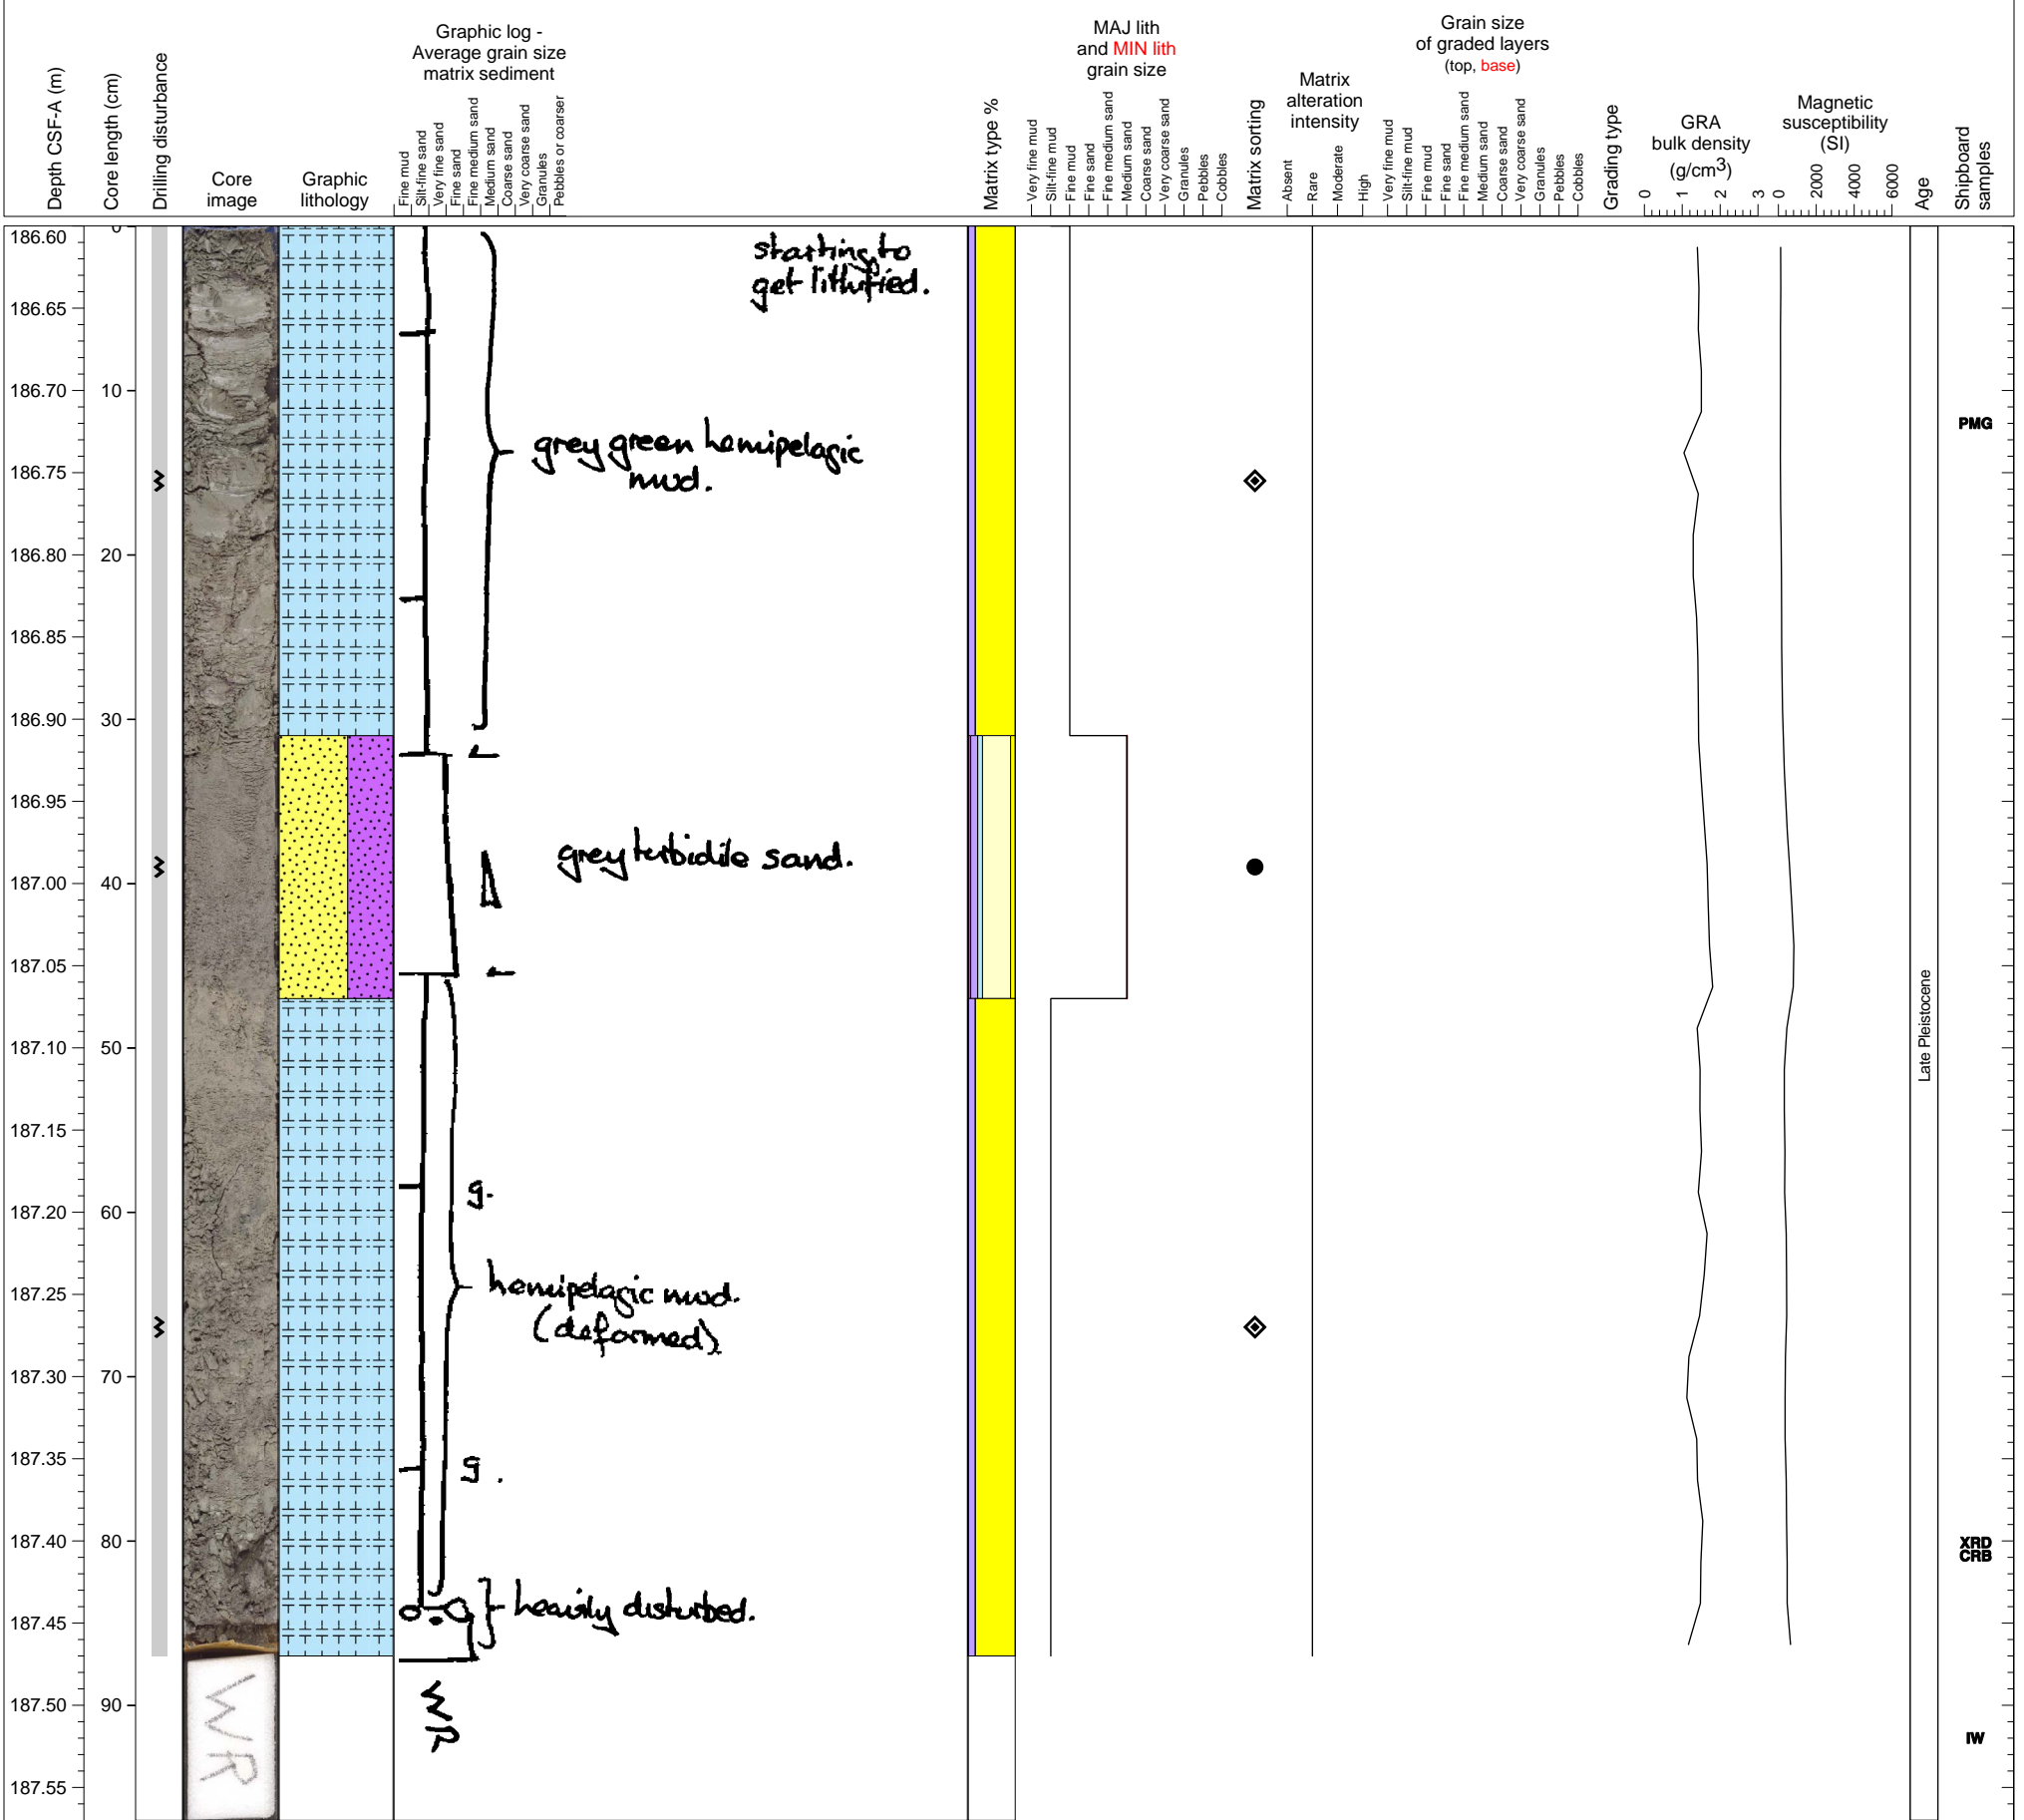 Depth CSF-A (m)
Core length (cm)
Drilling disturbance
Core
image
Graphic
lithology
Graphic log -
Average grain size
matrix sediment
Fine mud
Silt-fine sand
Very fine sand
Fine sand
Fine medium sand
Medium sand
Coarse sand
Very coarse sand
Granules
Pebbles or coarser
Matrix type %
MAJ lith
and MIN lith
grain size
Very fine mud
Silt-fine mud
Fine mud
Fine sand
Fine medium sand
Medium sand
Coarse sand
Very coarse sand
Granules
Pebbles
Cobbles
Matrix sorting
Matrix
alteration
intensity
Absent
Rare
Moderate
High
Grain size
of graded layers
(top, base)
Very fine mud
Silt-fine mud
Fine mud
Fine sand
Fine medium sand
Medium sand
Coarse sand
Very coarse sand
Granules
Pebbles
Cobbles
Grading type
GRA
bulk density
(g/cm3)
0 1 2 3
Magnetic
susceptibility
(SI)
0 2000 4000 6000
Age
Shipboard
samples
186.60 0
186.65
186.70 10
186.75
186.80 20
186.85
186.90 30
186.95
187.00 40
187.05
187.10 50
187.15
187.20 60
187.25
187.30 70
187.35
187.40 80
187.45
187.50 90
187.55
starting to
get lithified.
grey green hemipelagic
mud.
grey turbidite sand.
g.
hemipelagic mud.
(deformed)
g.
heavily disturbed.
WR
WR
Late Pleistocene
PMG
XRD
CRB
IW